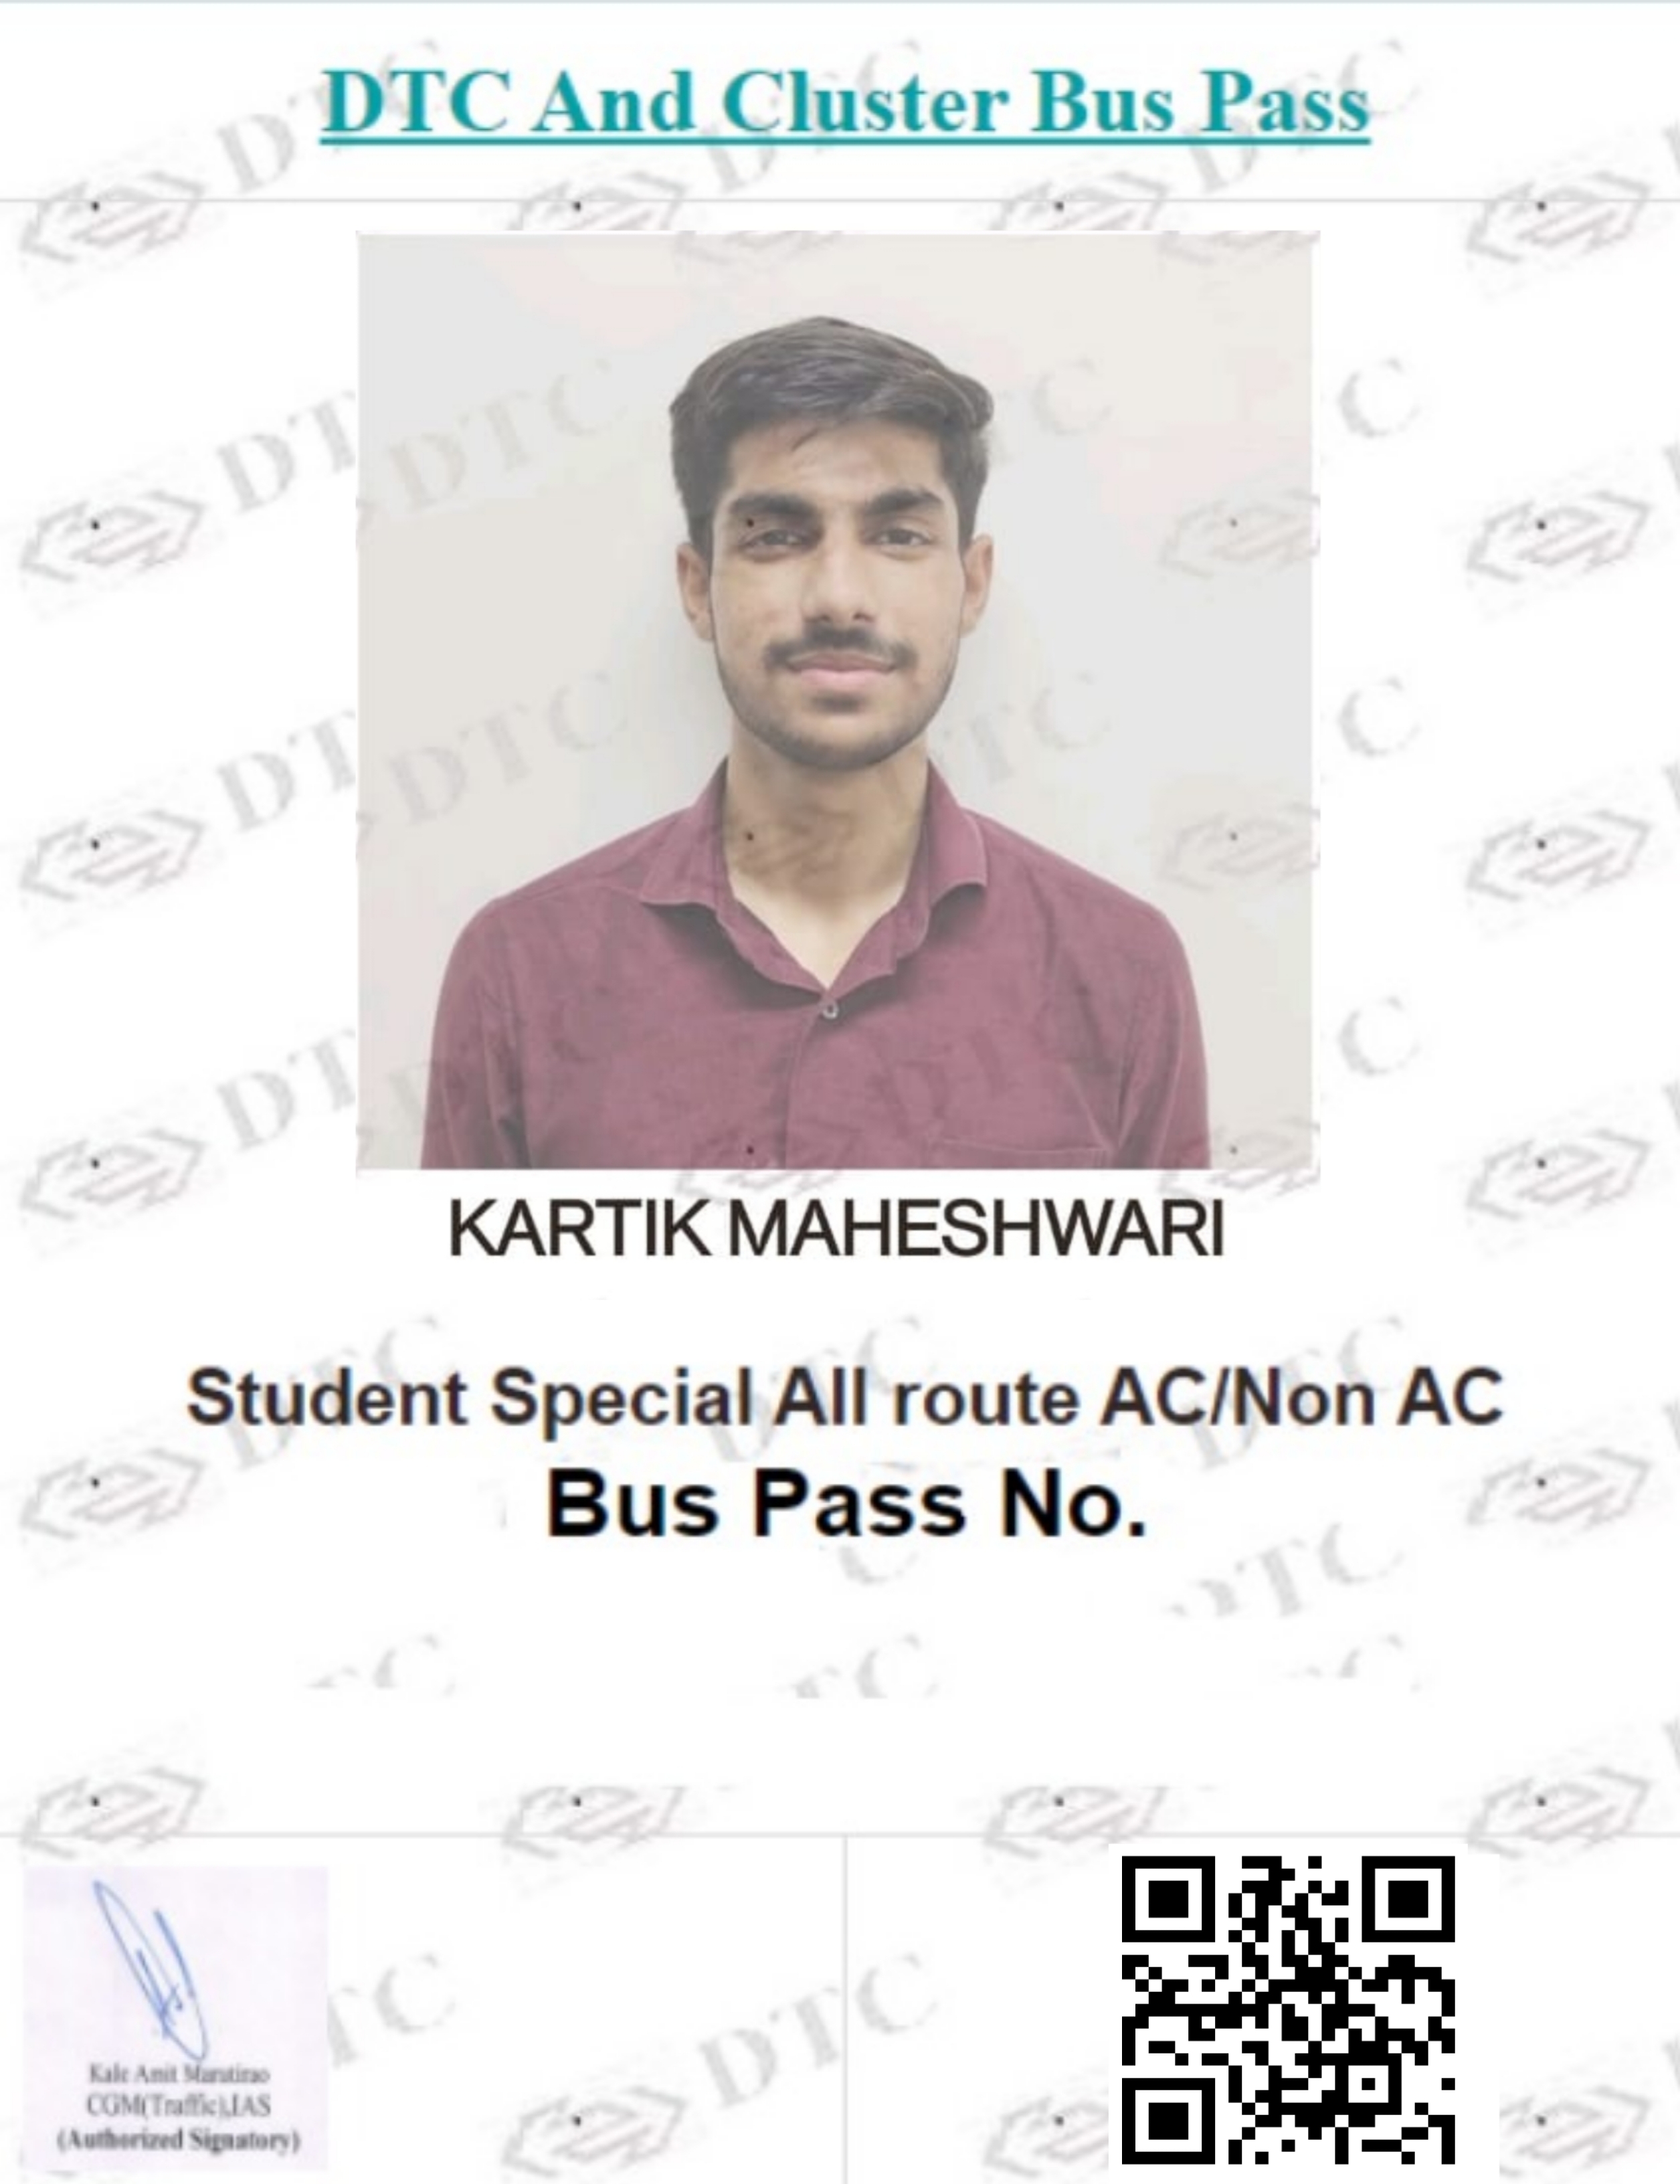 DTC And Cluster Bus Pass
KARTIK MAHESHWARI
Student Special All route AC/Non AC
Bus Pass No.
Kale Amit Marutirao
CGM(Traffic),IAS
(Authorized Signatory)
DTC